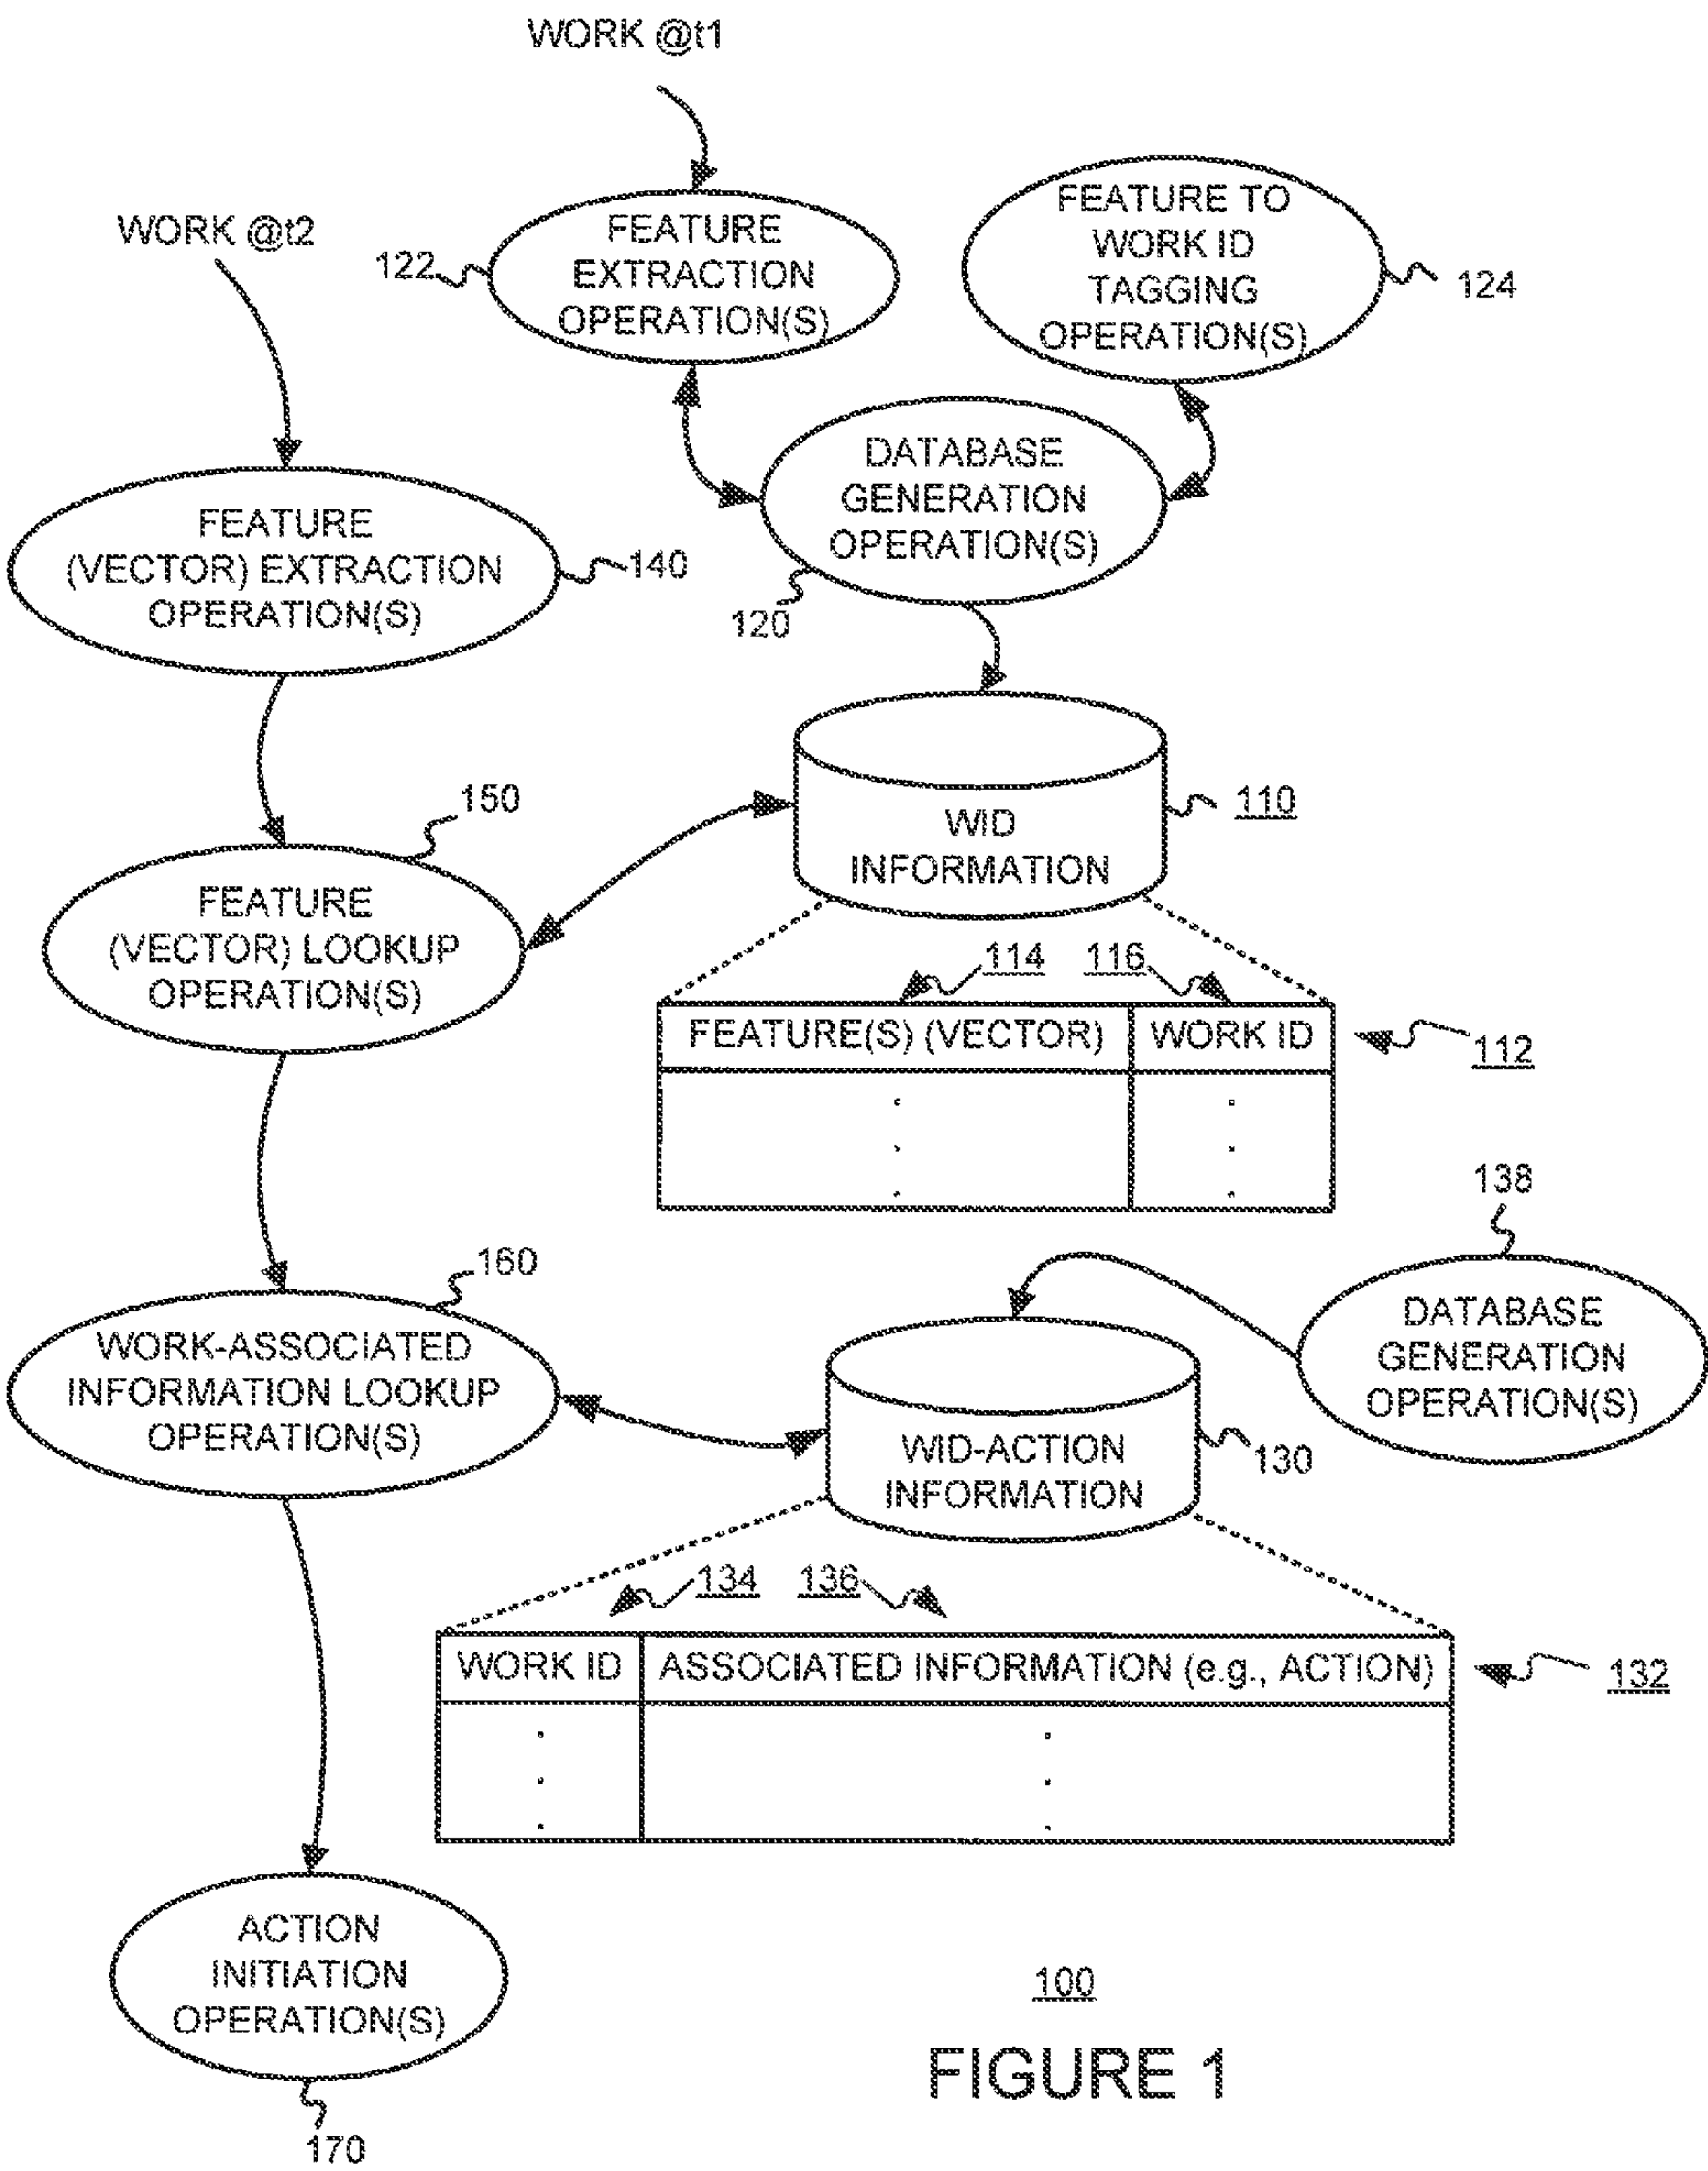 WORK @t1
WORK @t2
122
FEATURE
EXTRACTION
OPERATION(S)
FEATURE TO
WORK ID
TAGGING
OPERATION(S)
124
DATABASE
GENERATION
OPERATION(S)
120
FEATURE
(VECTOR) EXTRACTION
OPERATION(S)
140
150
FEATURE
(VECTOR) LOOKUP
OPERATION(S)
WID
INFORMATION
110
114
116
FEATURE(S) (VECTOR)
WORK ID
112
138
DATABASE
GENERATION
OPERATION(S)
160
WORK-ASSOCIATED
INFORMATION LOOKUP
OPERATION(S)
WID-ACTION
INFORMATION
130
134
136
WORK ID
ASSOCIATED INFORMATION (e.g., ACTION)
132
ACTION
INITIATION
OPERATION(S)
170
100
FIGURE 1